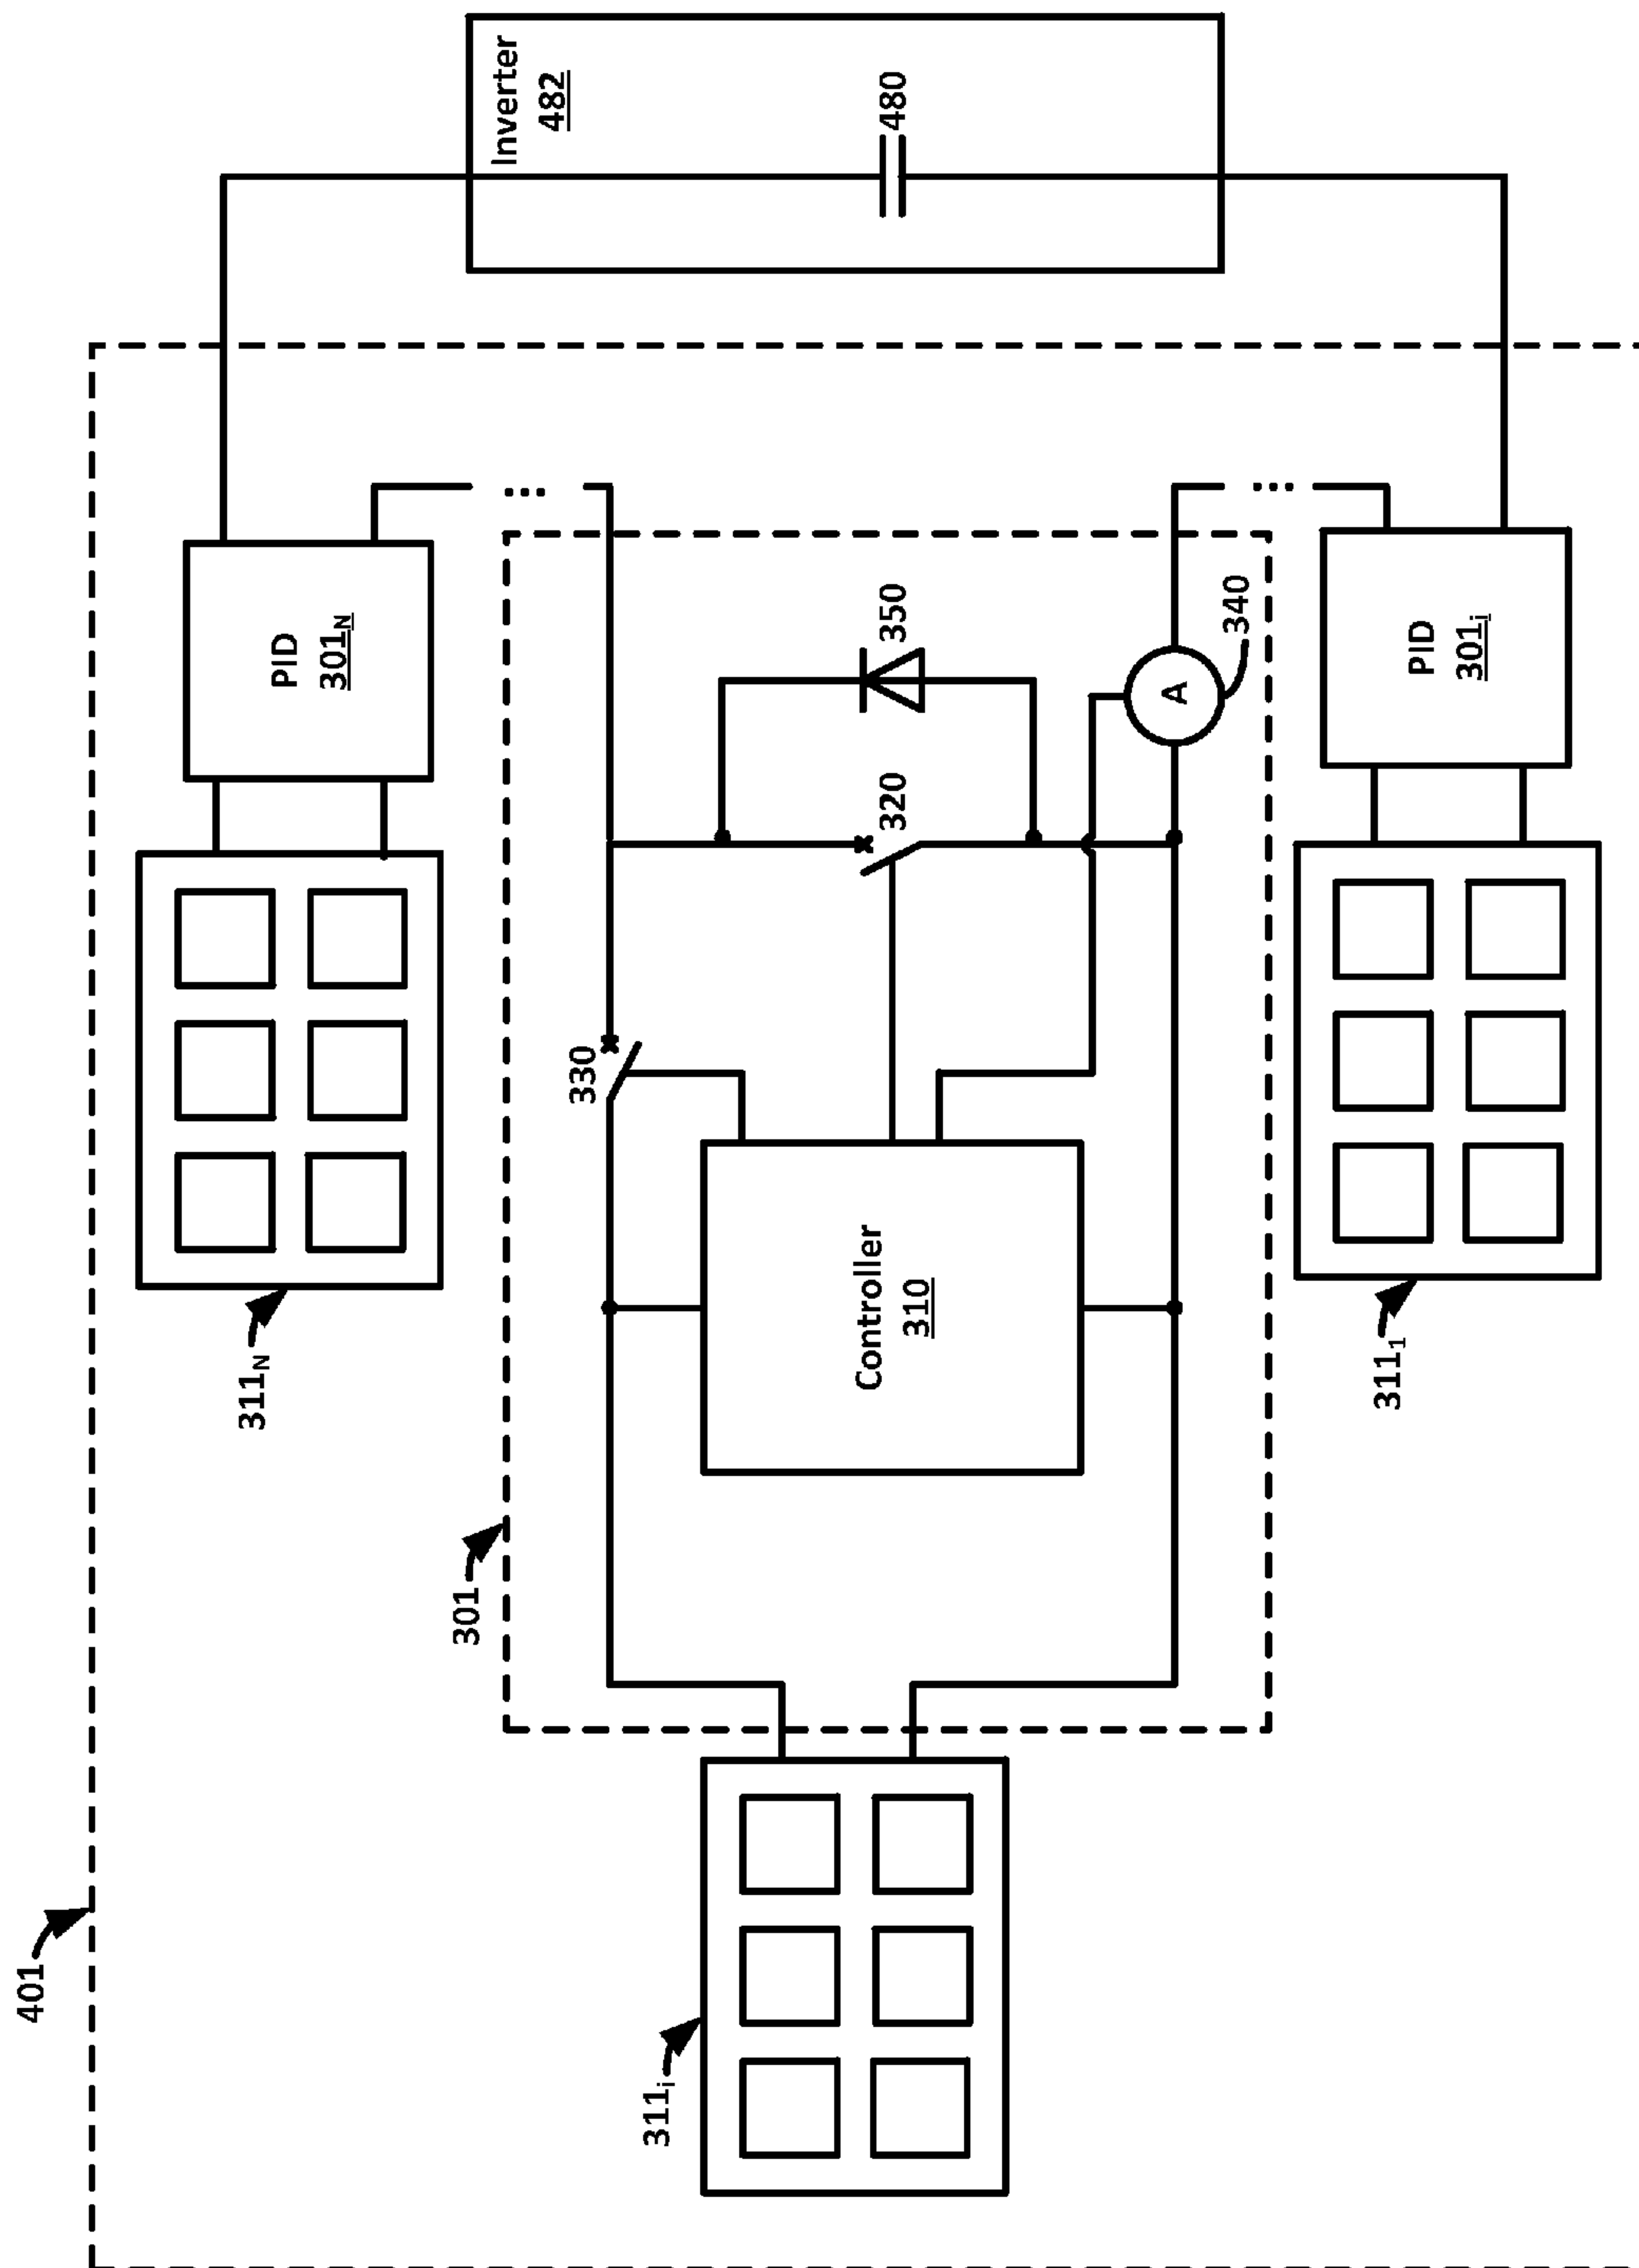 401
311N
PID
301N
Inverter
482
480
301
330
350
320
Controller
310
A
340
311i
PID
301i
3111